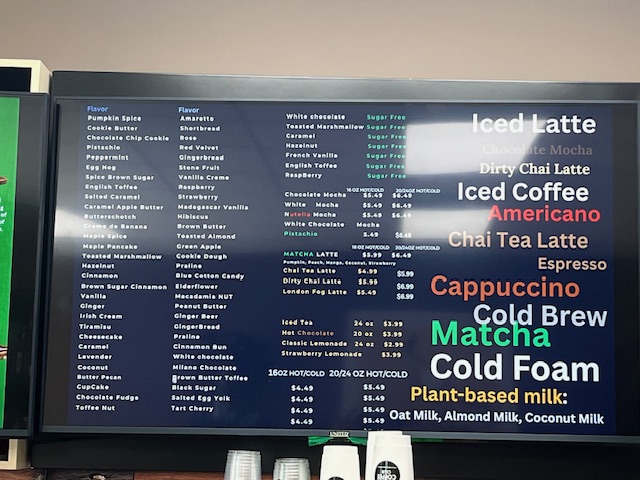 Flavor
Pumpkin Spice
Cookie Butter
Chocolate Chip Cookie
Pistachio
Peppermint
Egg Nog
Spice Brown Sugar
English Toffee
Salted Caramel
Caramel Apple Butter
Butterscotch
Creme de Banana
Maple Spice
Maple Pancake
Toasted Marshmallow
Hazelnut
Cinnamon
Brown Sugar Cinnamon
Vanilla
Ginger
Irish Cream
Tiramisu
Cheesecake
Caramel
Lavender
Coconut
Butter Pecan
CupCake
Chocolate Fudge
Toffee Nut
Flavor
Amaretto
Shortbread
Rose
Red Velvet
Gingerbread
Stone Fruit
Vanilla Creme
Raspberry
Strawberry
Madagascar Vanilla
Hibiscus
Brown Butter
Toasted Almond
Green Apple
Cookie Dough
Praline
Blue Cotton Candy
Elderflower
Macadamia NUT
Peanut Butter
Ginger Beer
GingerBread
Praline
Cinnamon Bun
White chocolate
Milano Chocolate
Brown Butter Toffee
Black Sugar
Salted Egg Yolk
Tart Cherry
White chocolate Sugar Free
Toasted Marshmallow Sugar Free
Caramel Sugar Free
Hazelnut Sugar Free
French Vanilla Sugar Free
English Toffee Sugar Free
RaspBerry Sugar Free
16 OZ HOT/COLD 20/24OZ HOT/COLD
Chocolate Mocha $5.49 $6.49
White Mocha $5.49 $6.49
Nutella Mocha $5.49 $6.49
White Chocolate Mocha
Pistachio 5.49 $6.49
16 OZ HOT/COLD 20/24OZ HOT/COLD
MATCHA LATTE $5.99 $6.49
Pumpkin, Peach, Mango, Coconut, Strawberry
Chai Tea Latte $4.99 $5.99
Dirty Chai Latte $5.99 $6.99
London Fog Latte $5.49 $6.99
Iced Tea 24 oz $3.99
Hot Chocolate 20 oz $3.99
Classic Lemonade 24 oz $2.99
Strawberry Lemonade $3.99
16OZ HOT/COLD 20/24 OZ HOT/COLD
$4.49 $5.49
$4.49 $5.49
$4.49 $5.49
$4.49 $5.49
Iced Latte
Chocolate Mocha
Dirty Chai Latte
Iced Coffee
Americano
Chai Tea Latte
Espresso
Cappuccino
Cold Brew
Matcha
Cold Foam
Plant-based milk:
Oat Milk, Almond Milk, Coconut Milk